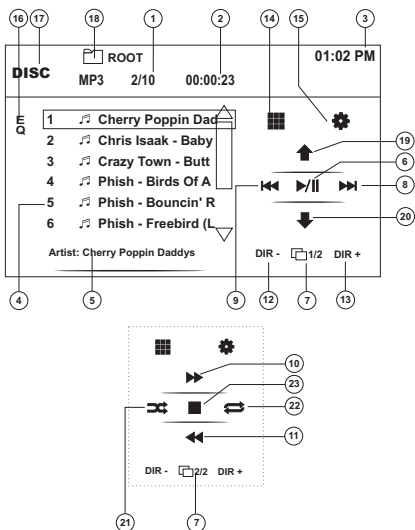 16 17 18 1 2 14 15 3
ROOT
01:02 PM
DISC
MP3 2/10 00:00:23
EQ
1 Cherry Poppin Dad
2 Chris Isaak - Baby
3 Crazy Town - Butt
4 Phish - Birds Of A
5 Phish - Bouncin' R
6 Phish - Freebird (L
19
6
8
20
Artist: Cherry Poppin Daddys
DIR - 1/2 DIR +
4 5 9 12 7 13
10
23
22
11
DIR - 2/2 DIR +
21 7